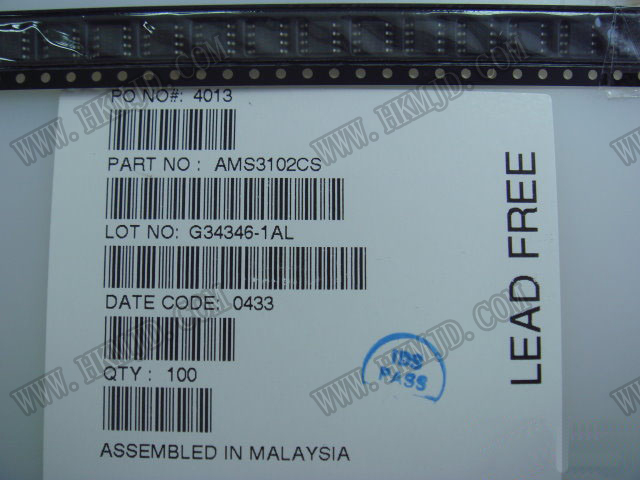 PO NO#: 4013
PART NO : AMS3102CS
LOT NO: G34346-1AL
DATE CODE: 0433
QTY : 100
ASSEMBLED IN MALAYSIA
LEAD FREE
PASS
WWW.HKMJD.COM
WWW.HKMJD.COM
WWW.HKMJD.COM
WWW.HKMJD.COM